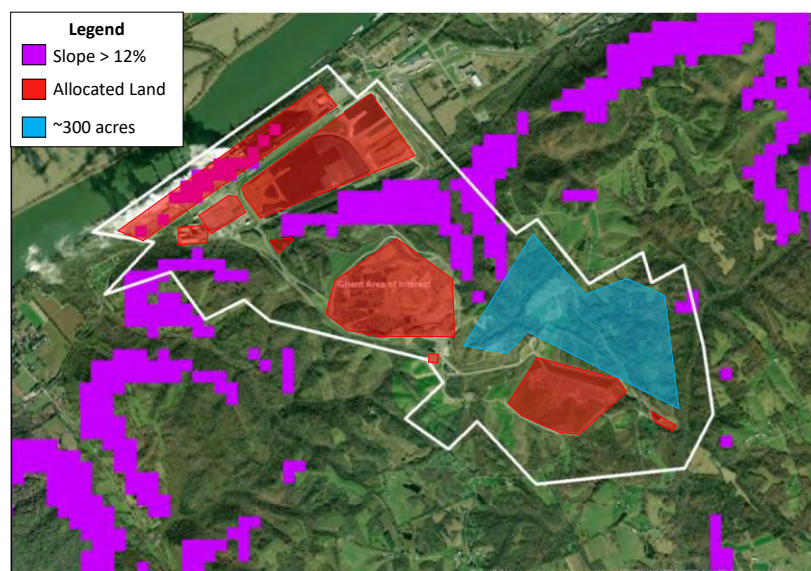 Legend
Slope > 12%
Allocated Land
~300 acres
Ghent Area of Interest